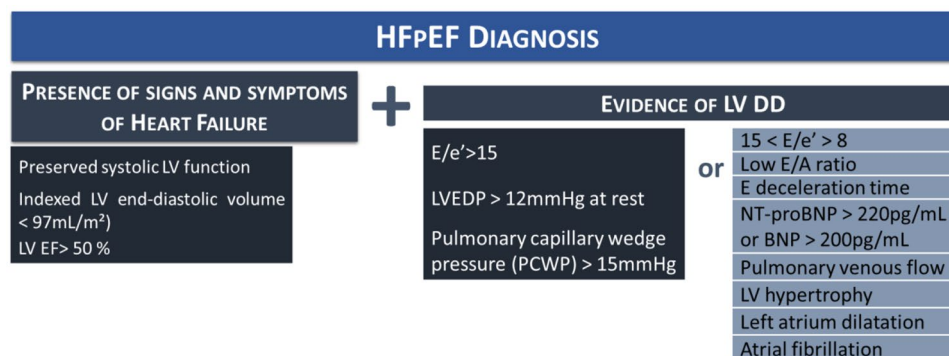 HFPEF DIAGNOSIS
PRESENCE OF SIGNS AND SYMPTOMS
OF HEART FAILURE
+
EVIDENCE OF LV DD
Preserved systolic LV function
Indexed LV end-diastolic volume
< 97mL/m²)
LV EF> 50 %
E/e’>15
LVEDP > 12mmHg at rest
Pulmonary capillary wedge
pressure (PCWP) > 15mmHg
or
15 < E/e’ > 8
Low E/A ratio
E deceleration time
NT-proBNP > 220pg/mL
or BNP > 200pg/mL
Pulmonary venous flow
LV hypertrophy
Left atrium dilatation
Atrial fibrillation